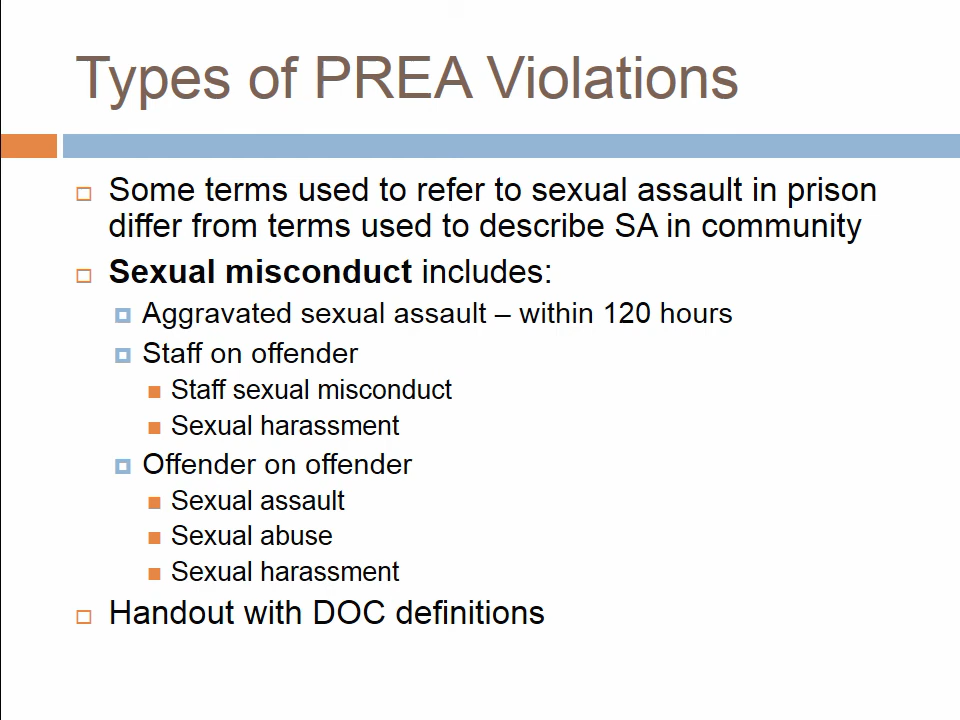 Types of PREA Violations
Some terms used to refer to sexual assault in prison
differ from terms used to describe SA in community
Sexual misconduct includes:
Aggravated sexual assault – within 120 hours
Staff on offender
Staff sexual misconduct
Sexual harassment
Offender on offender
Sexual assault
Sexual abuse
Sexual harassment
Handout with DOC definitions